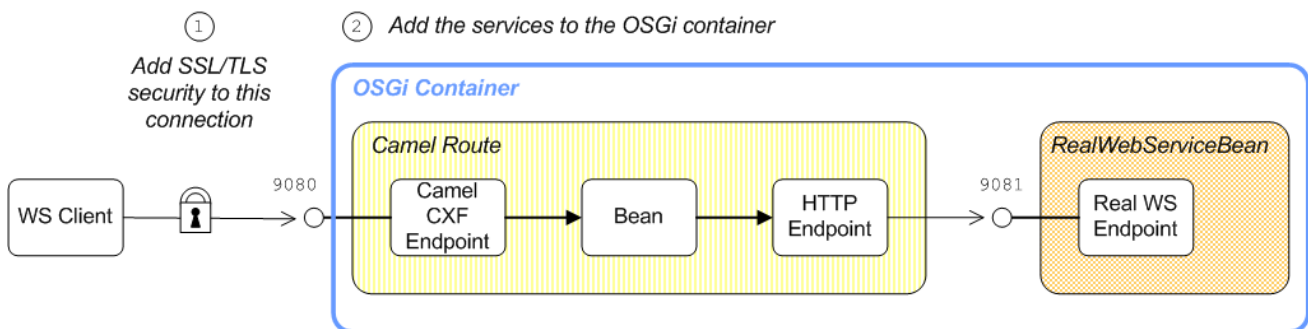 1
Add SSL/TLS
security to this
connection
2 Add the services to the OSGi container
OSGi Container
Camel Route
RealWebServiceBean
WS Client
9080
Camel
CXF
Endpoint
Bean
HTTP
Endpoint
9081
Real WS
Endpoint